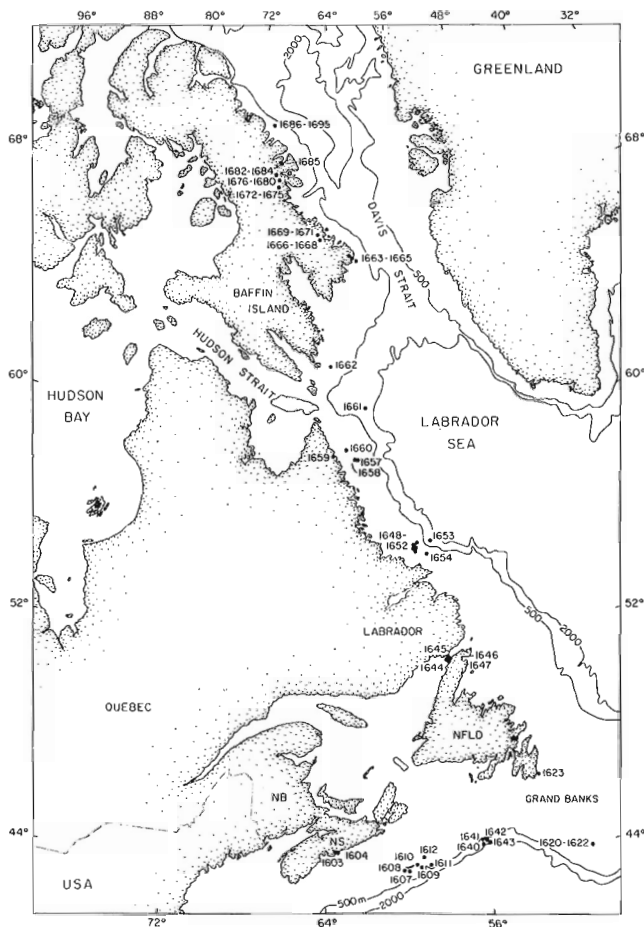 96° 88° 80° 72° 64° 56° 48° 40° 32°
2000
GREENLAND
68° 68°
1686-1695
1685
1682-1684
1676-1680
1672-1675
DAVIS STRAIT
500
1669-1671
1666-1668
1663-1665
BAFFIN
ISLAND
HUDSON STRAIT
1662
60° 60°
HUDSON
BAY
1661
LABRADOR
SEA
1660
1659
1657
1658
1648-
1652
1653
1654
52° 52°
500
2000
LABRADOR
1645
1644
1646
1647
QUEBEC
NFLD
1623
NB
GRAND BANKS
44° 44°
NS
1604
1603
1641
1642
1640
1643
1620-1622
1612
1610
1611
1608
1609
1607
USA
500m
2000
72° 64° 56°